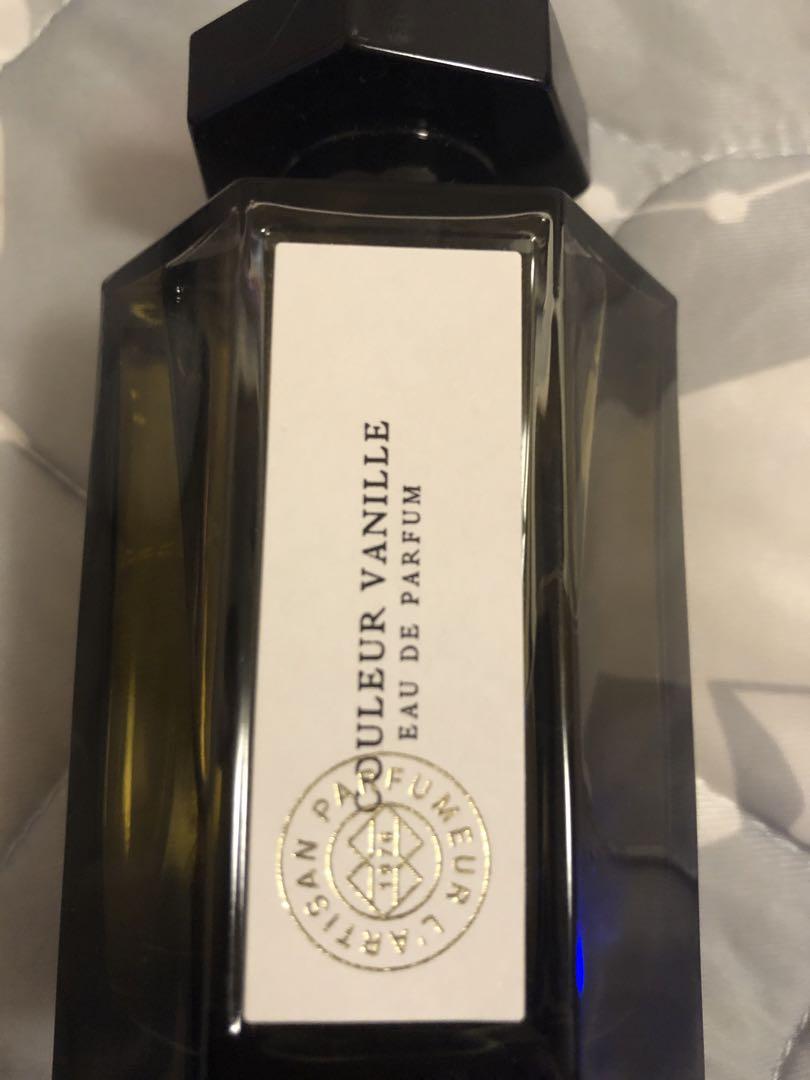 COULEUR VANILLE
EAU DE PARFUM
L'ARTISAN PARFUMEUR
1976